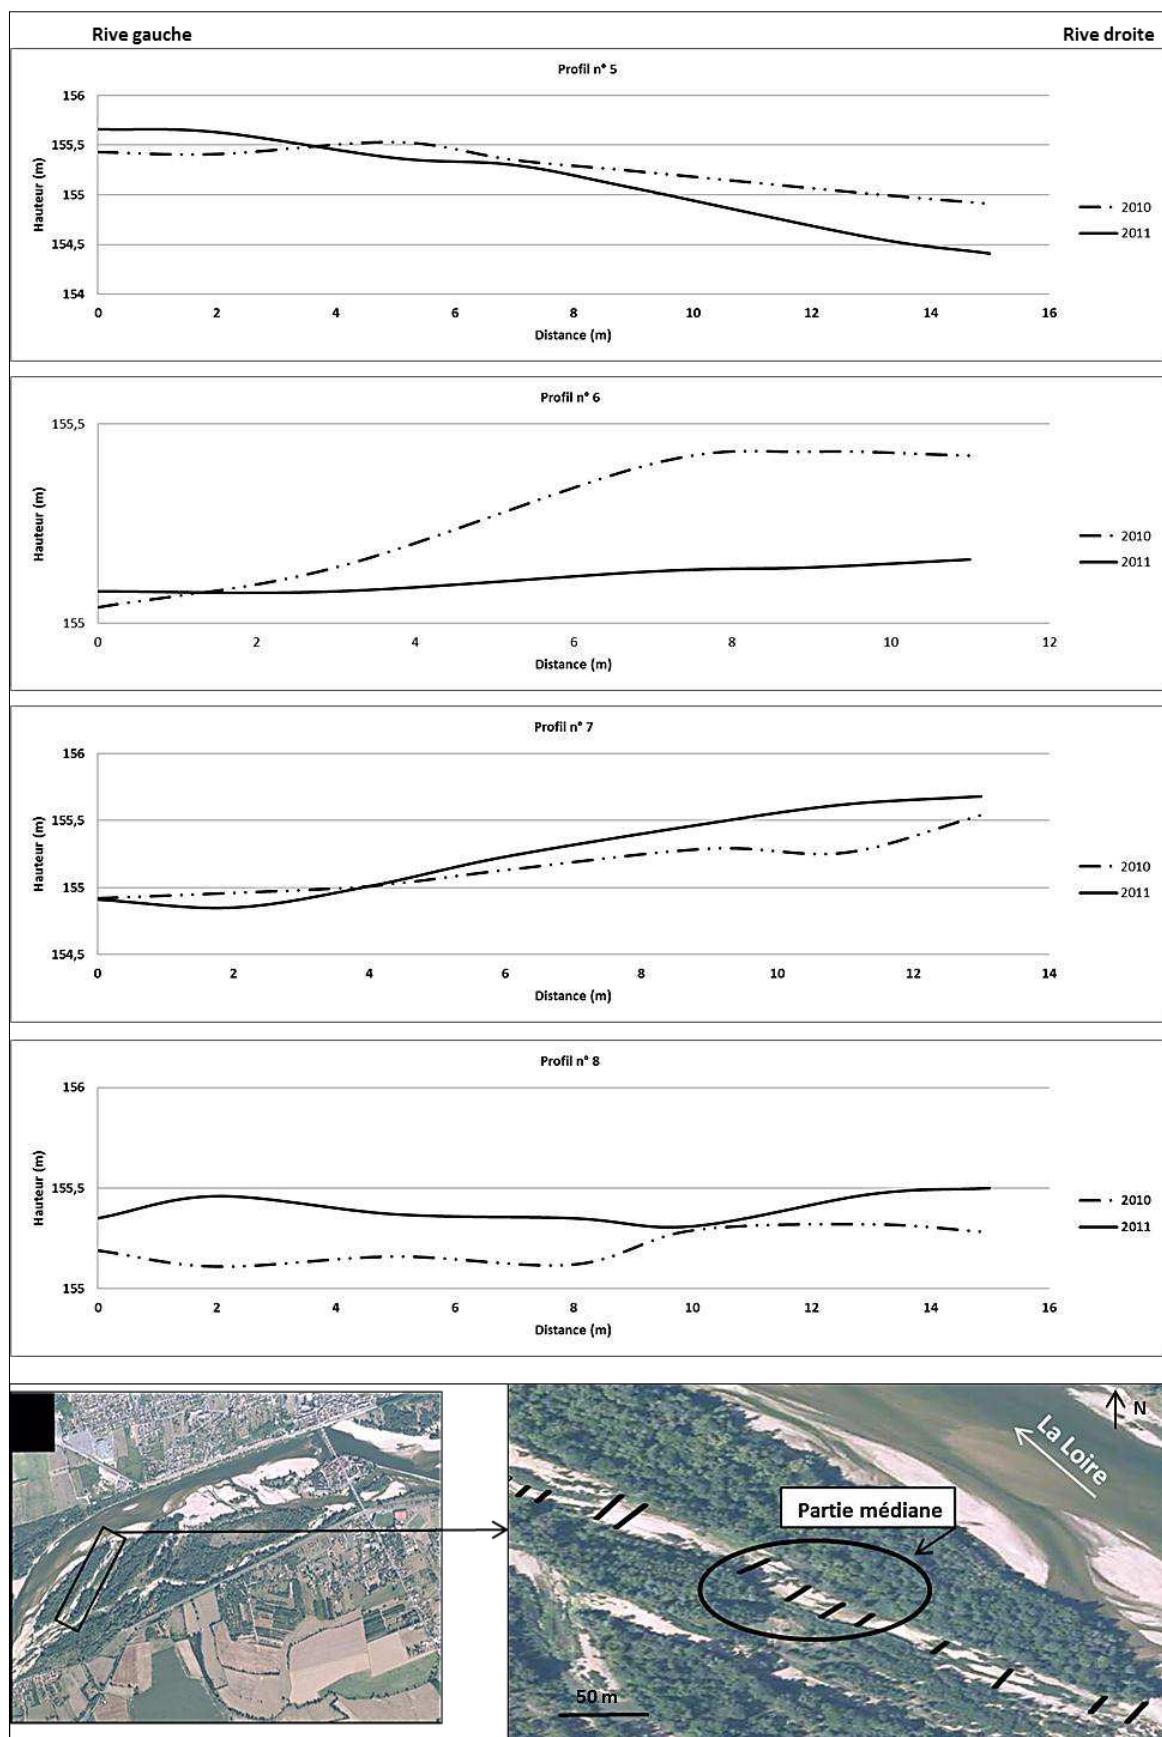 Rive gauche Rive droite
Profil n° 5
156
155,5
155
154,5
154
Hauteur (m)
0 2 4 6 8 10 12 14 16
Distance (m)
2010
2011
Profil n° 6
155,5
155
Hauteur (m)
0 2 4 6 8 10 12
Distance (m)
2010
2011
Profil n° 7
156
155,5
155
154,5
Hauteur (m)
0 2 4 6 8 10 12 14
Distance (m)
2010
2011
Profil n° 8
156
155,5
155
Hauteur (m)
0 2 4 6 8 10 12 14 16
Distance (m)
2010
2011
N
La Loire
Partie médiane
50 m